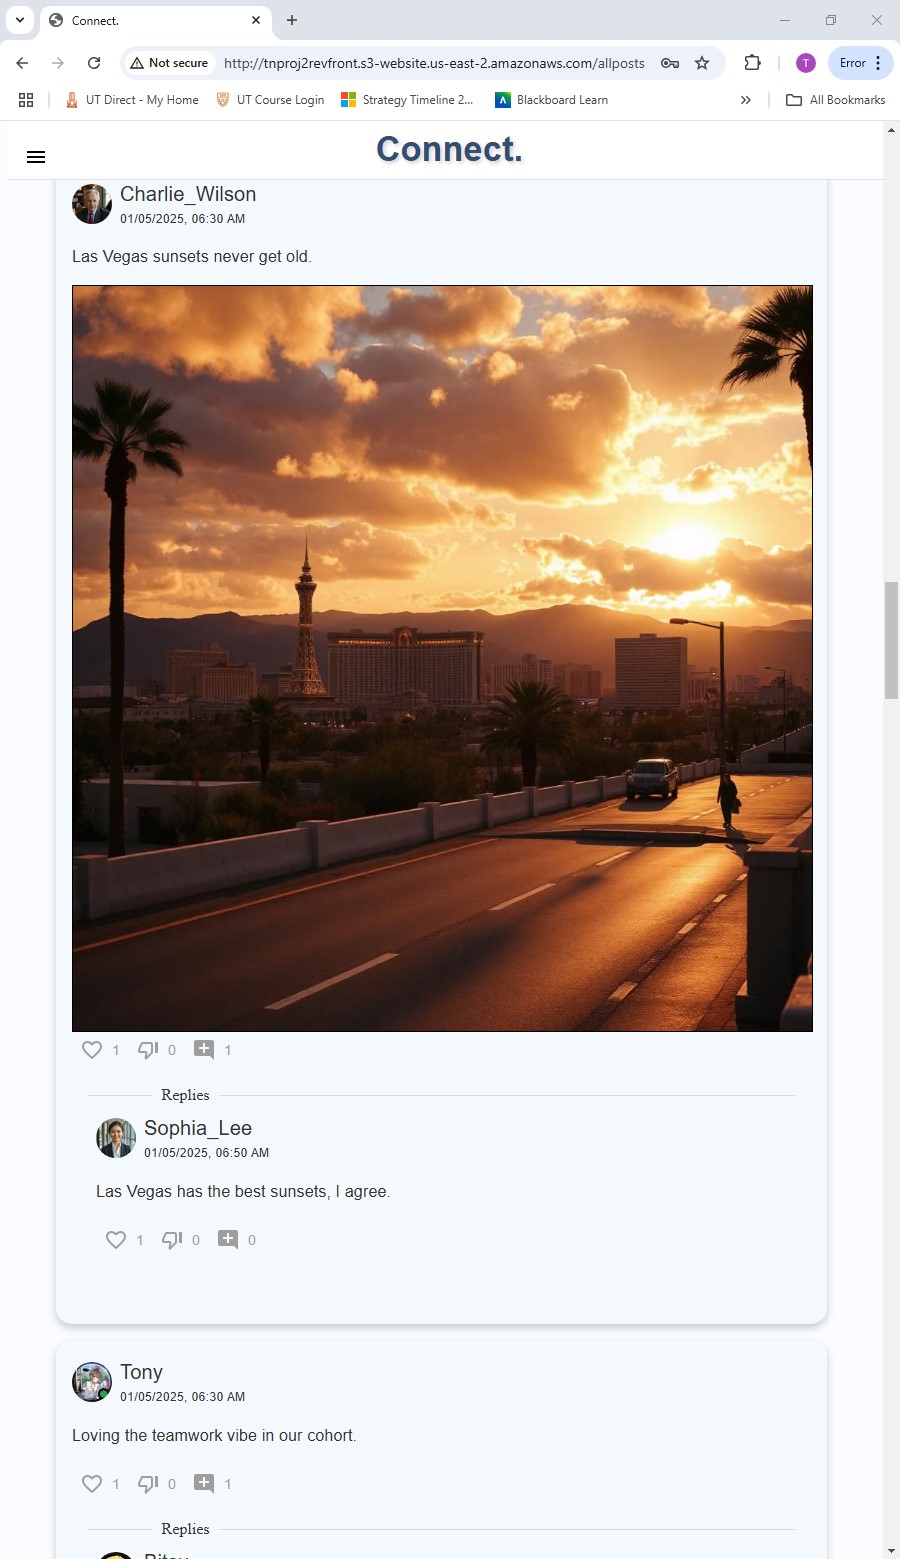 Connect.
Not secure
http://tnproj2revfront.s3-website.us-east-2.amazonaws.com/allposts
T
Error
UT Direct - My Home
UT Course Login
Strategy Timeline 2...
Blackboard Learn
All Bookmarks
Connect.
Charlie_Wilson
01/05/2025, 06:30 AM
Las Vegas sunsets never get old.
1 0 1
Replies
Sophia_Lee
01/05/2025, 06:50 AM
Las Vegas has the best sunsets, I agree.
1 0 0
Tony
01/05/2025, 06:30 AM
Loving the teamwork vibe in our cohort.
1 0 1
Replies